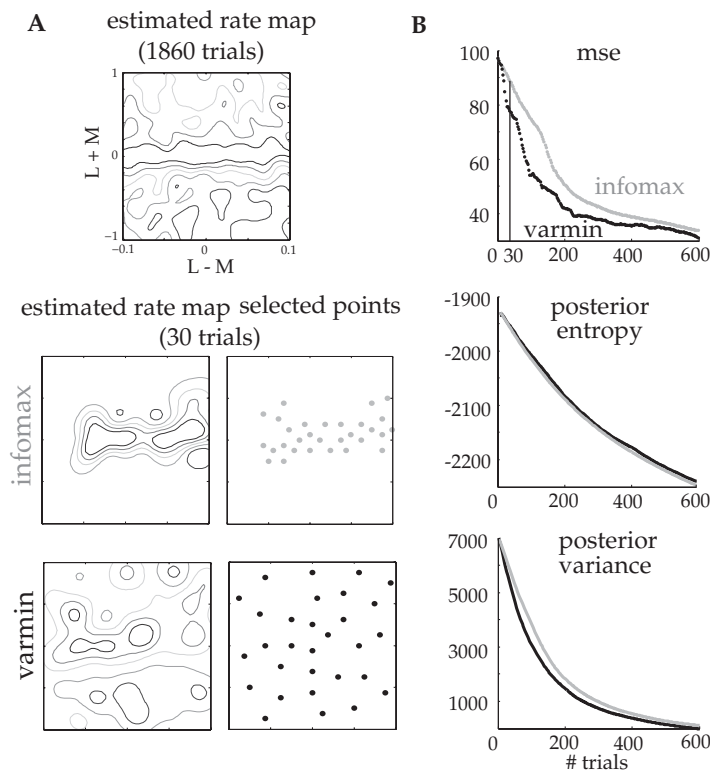 A
estimated rate map
(1860 trials)
1
0
−1
L + M
−0.1 0 0.1
L - M
estimated rate map selected points
(30 trials)
infomax
varmin
B
mse
100
80
60
40
infomax
varmin
0 30 200 400 600
posterior
entropy
-1900
-2000
-2100
-2200
0 200 400 600
posterior
variance
7000
5000
3000
1000
0 200 400 600
# trials